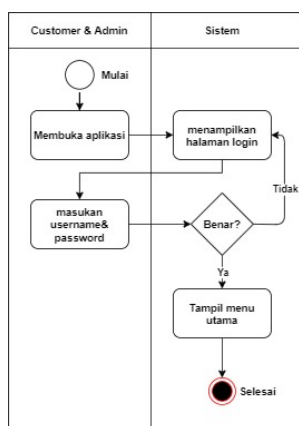 Customer & Admin
Sistem
Mulai
Membuka aplikasi
menampilkan
halaman login
Tidak
masukan
username&
password
Benar?
Ya
Tampil menu
utama
Selesai